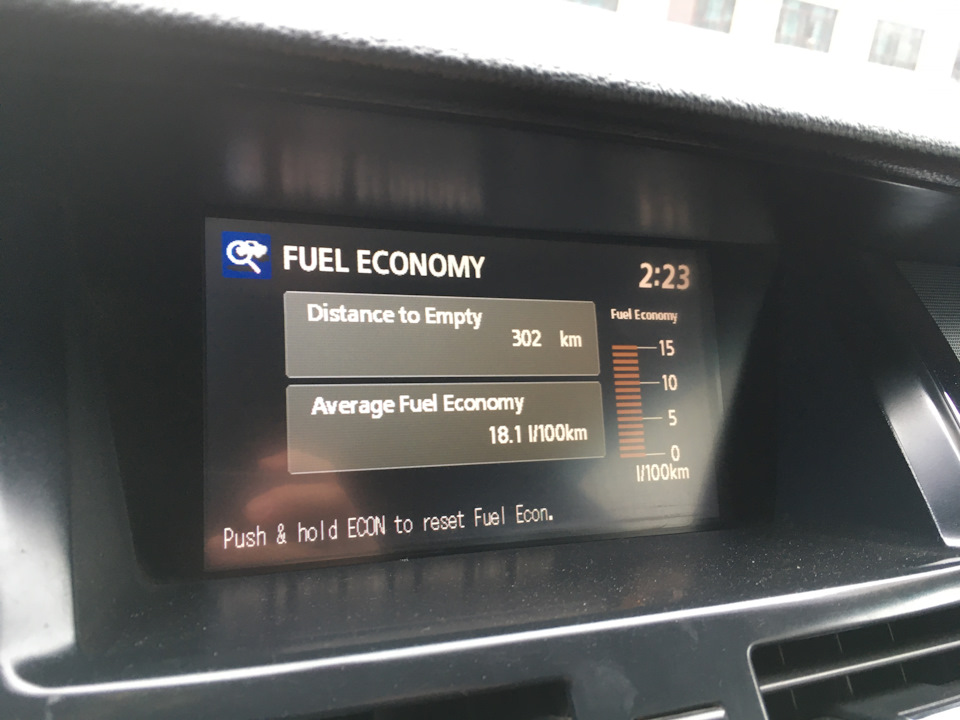 FUEL ECONOMY
2:23
Distance to Empty
302 km
Fuel Economy
15
10
5
0
l/100km
Average Fuel Economy
18.1 l/100km
Push & hold ECON to reset Fuel Econ.